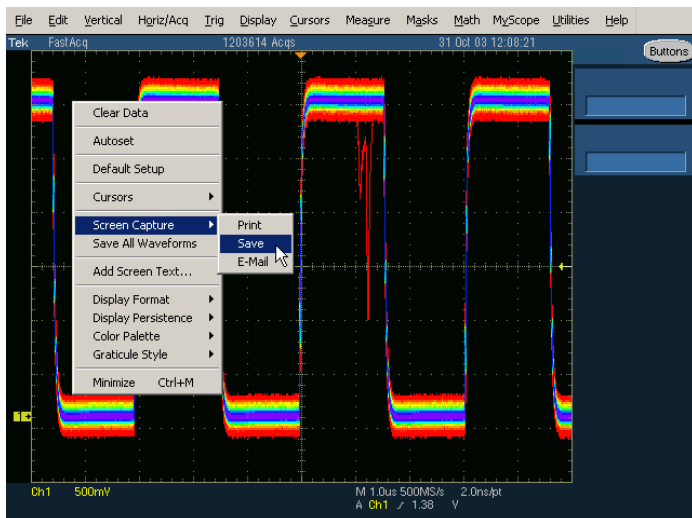 File Edit Vertical Horiz/Acq Trig Display Cursors Measure Masks Math MyScope Utilities Help
Tek FastAcq 1203614 Acqs 31 Oct 03 12:08:21
Buttons
Clear Data
Autoset
Default Setup
Cursors
Screen Capture
Print
Save All Waveforms
Save
E-Mail
Add Screen Text...
Display Format
Display Persistence
Color Palette
Graticule Style
Minimize Ctrl+M
1
Ch1 500mV M 1.0us 500MS/s 2.0ns/pt
A Ch1 / 1.38 V